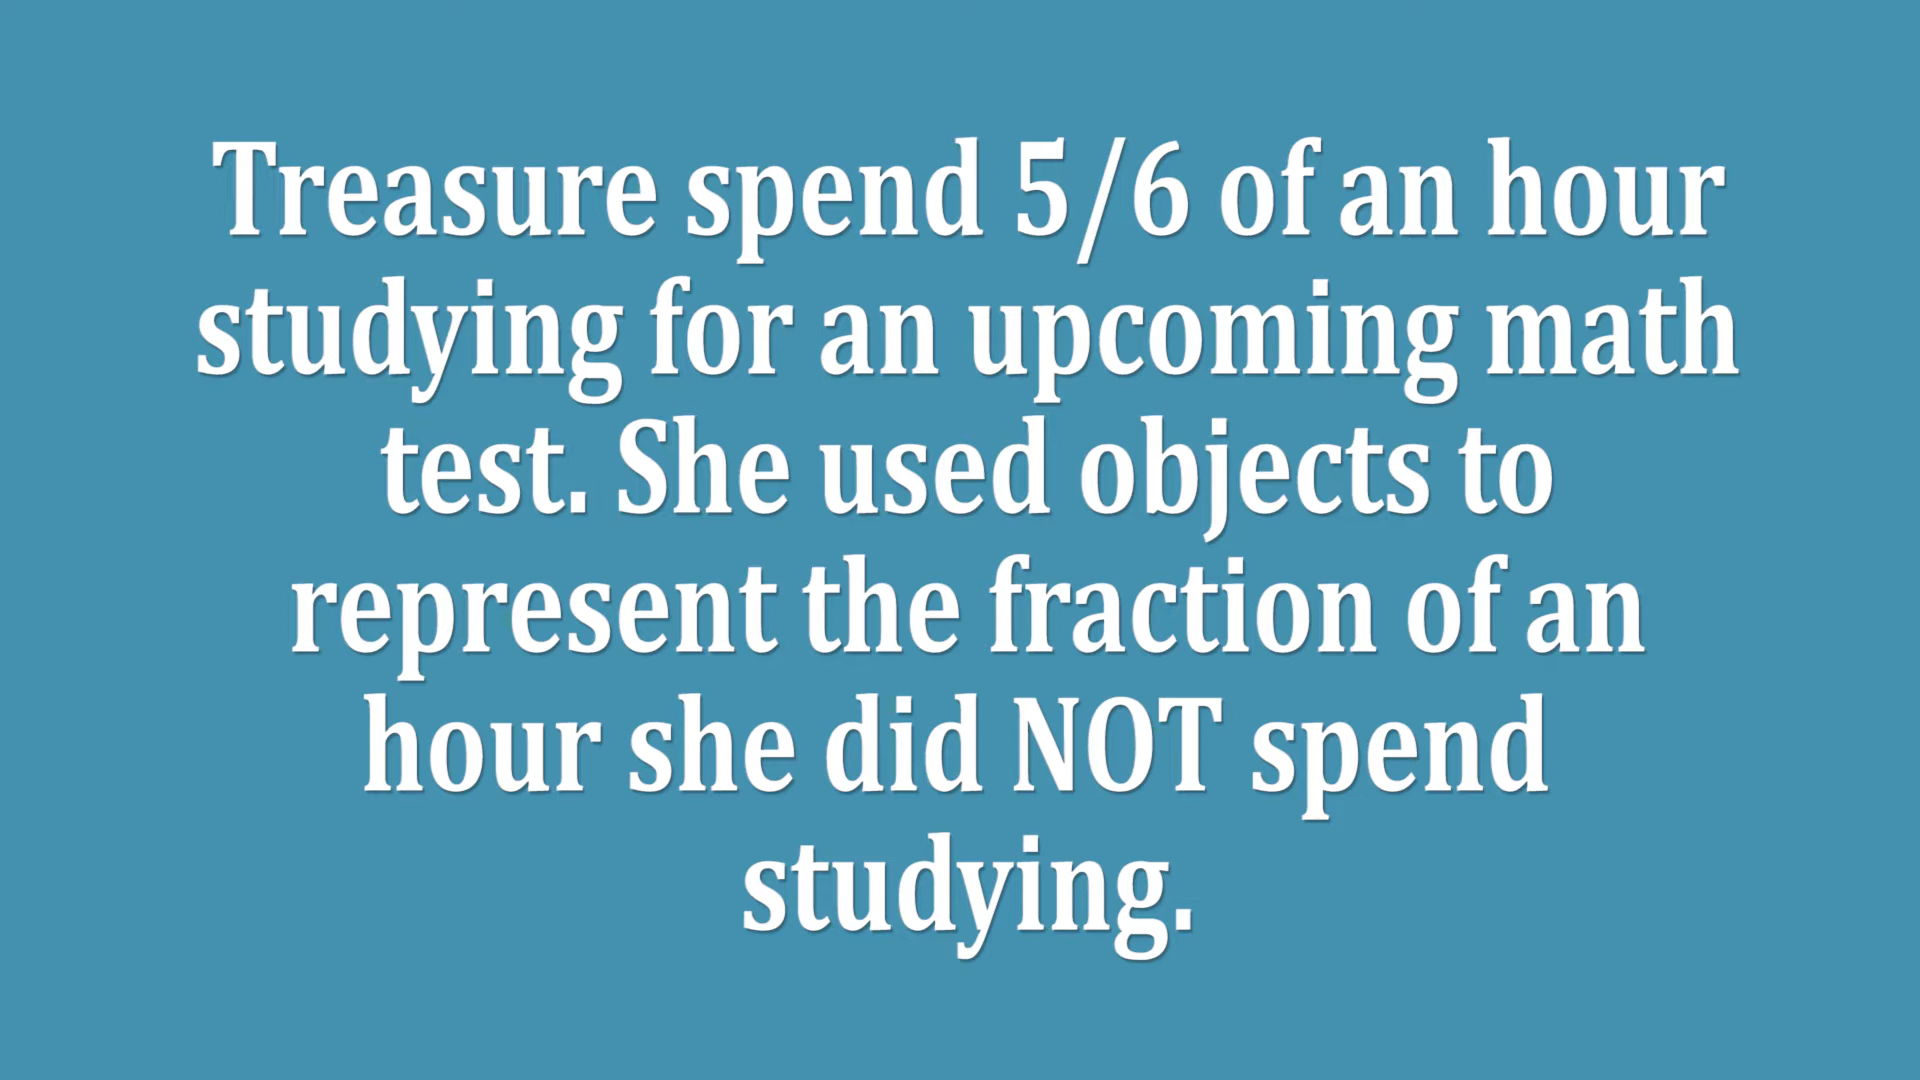 Treasure spend 5/6 of an hour
studying for an upcoming math
test. She used objects to
represent the fraction of an
hour she did NOT spend
studying.